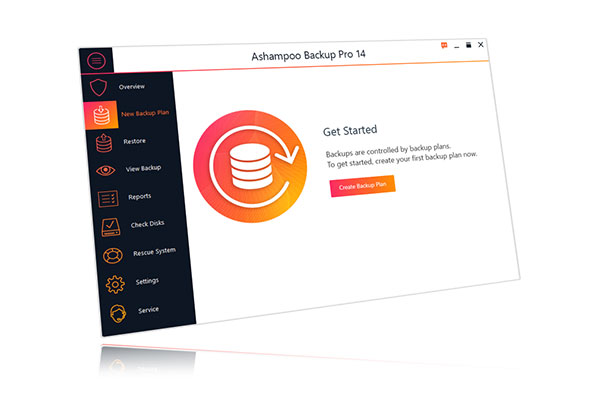 Ashampoo Backup Pro 14
Overview
New Backup Plan
Restore
View Backup
Reports
Check Disks
Rescue System
Settings
Service
Get Started
Backups are controlled by backup plans.
To get started, create your first backup plan now.
Create Backup Plan